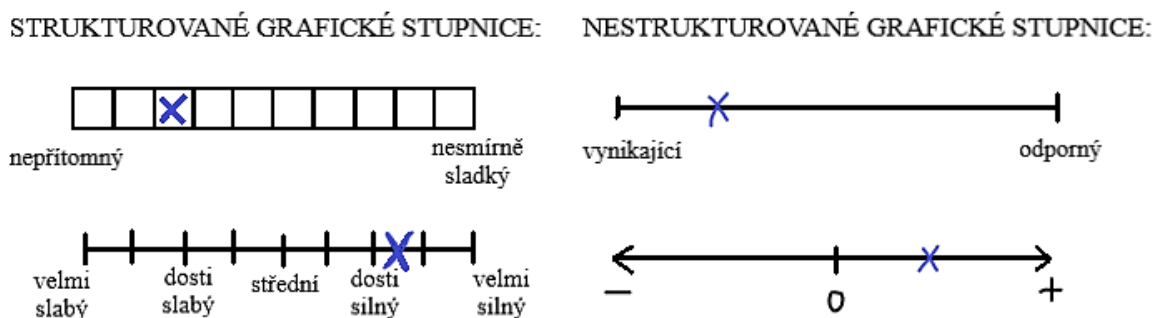 STRUKTUROVANÉ GRAFICKÉ STUPNICE:
nepřítomný
nesmírně
sladký
velmi
slabý
dosti
slabý
střední
dosti
silný
velmi
silný
NESTRUKTUROVANÉ GRAFICKÉ STUPNICE:
vynikající
odporný
− 0 +